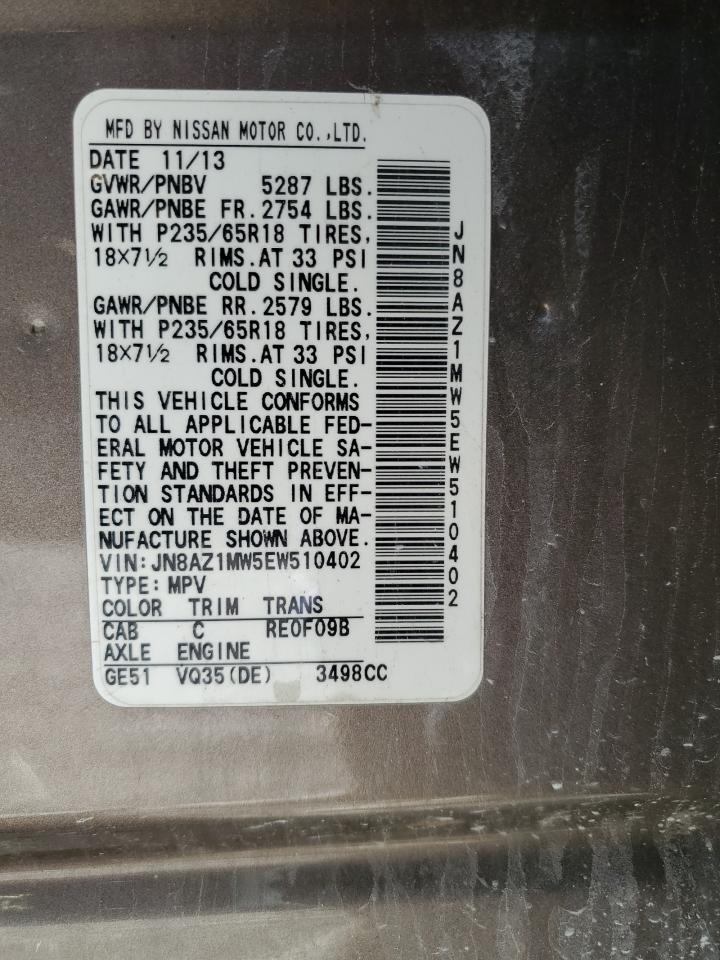 MFD BY NISSAN MOTOR CO.,LTD.
DATE 11/13
GVWR/PNBV 5287 LBS.
GAWR/PNBE FR. 2754 LBS.
WITH P235/65R18 TIRES,
18×7½ RIMS.AT 33 PSI
COLD SINGLE.
GAWR/PNBE RR. 2579 LBS.
WITH P235/65R18 TIRES,
18×7½ RIMS.AT 33 PSI
COLD SINGLE.
THIS VEHICLE CONFORMS
TO ALL APPLICABLE FED-
ERAL MOTOR VEHICLE SA-
FETY AND THEFT PREVEN-
TION STANDARDS IN EFF-
ECT ON THE DATE OF MA-
NUFACTURE SHOWN ABOVE.
VIN: JN8AZ1MW5EW510402
TYPE: MPV
COLOR TRIM TRANS
CAB C RE0F09B
AXLE ENGINE
GE51 VQ35(DE) 3498CC
JN8AZ1MW5EW510402